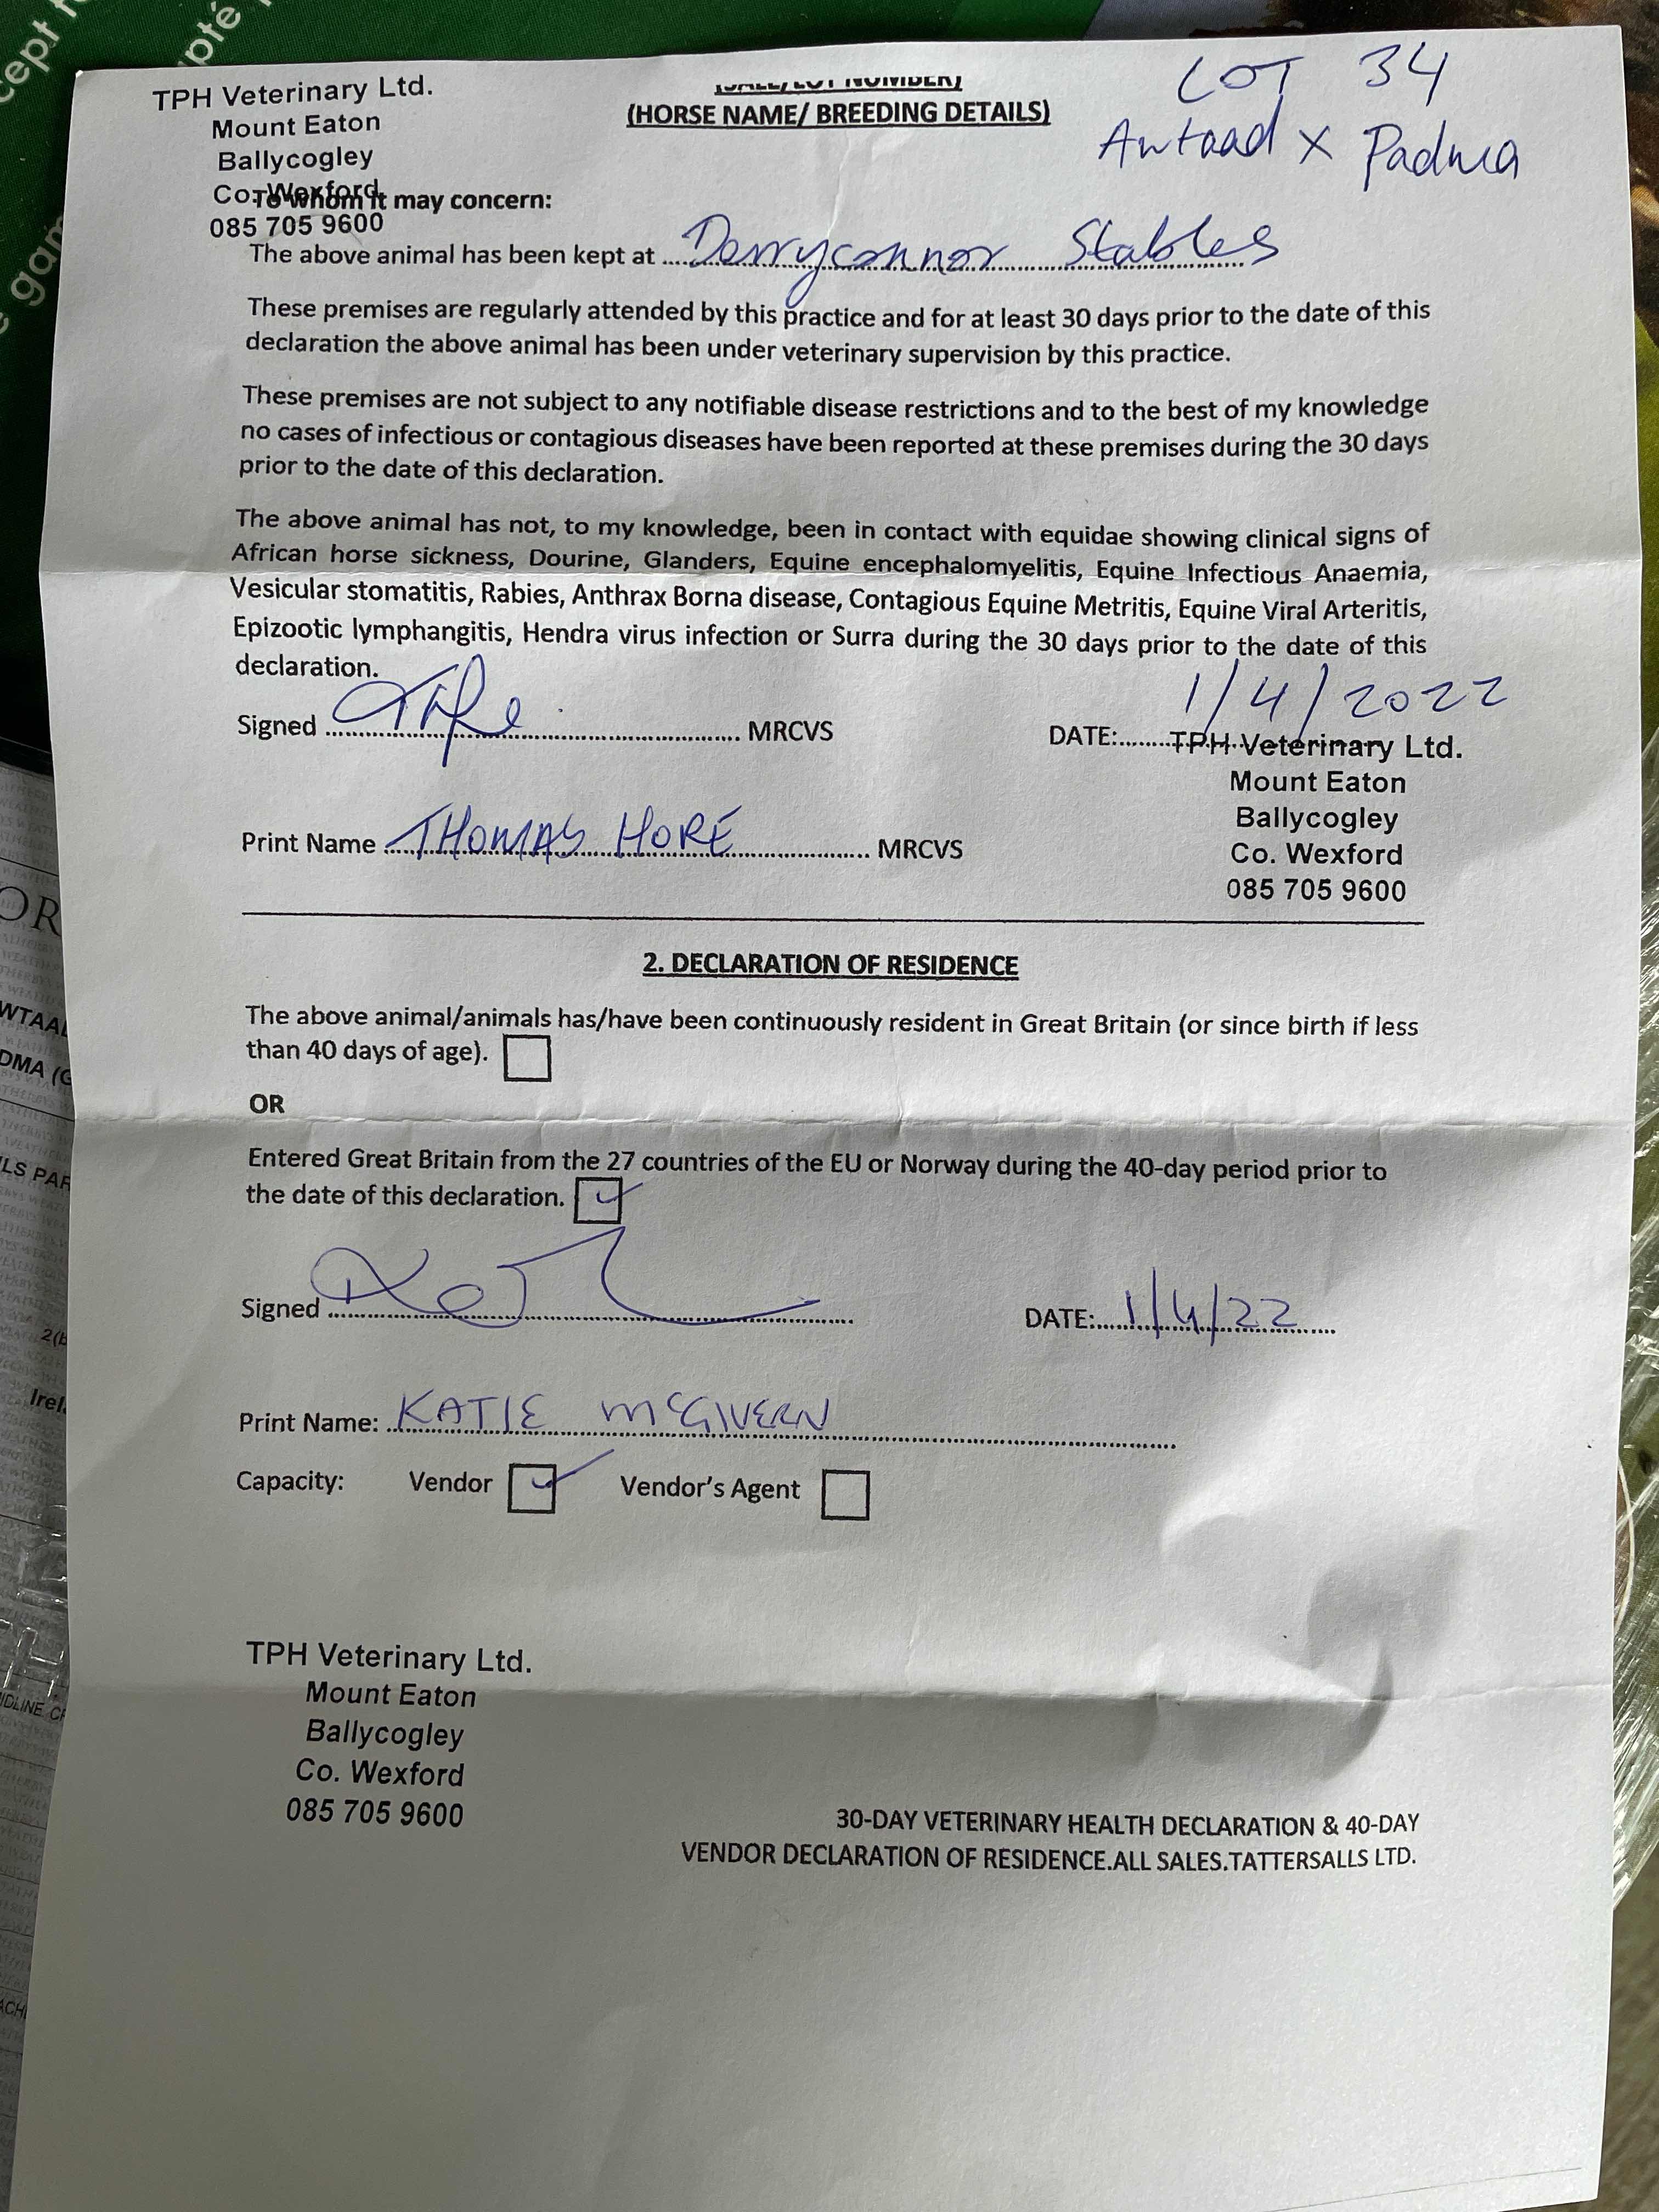 cept
upté
gam
TPH Veterinary Ltd.
Mount Eaton
Ballycogley
Co. Wexford
085 705 9600
(SALE/LOT NUMBER)
(HORSE NAME/ BREEDING DETAILS)
LOT 34
Awtaad x Padma
To whom it may concern:
The above animal has been kept at Derryconnor Stables
These premises are regularly attended by this practice and for at least 30 days prior to the date of this
declaration the above animal has been under veterinary supervision by this practice.
These premises are not subject to any notifiable disease restrictions and to the best of my knowledge
no cases of infectious or contagious diseases have been reported at these premises during the 30 days
prior to the date of this declaration.
The above animal has not, to my knowledge, been in contact with equidae showing clinical signs of
African horse sickness, Dourine, Glanders, Equine encephalomyelitis, Equine Infectious Anaemia,
Vesicular stomatitis, Rabies, Anthrax Borna disease, Contagious Equine Metritis, Equine Viral Arteritis,
Epizootic lymphangitis, Hendra virus infection or Surra during the 30 days prior to the date of this
declaration.
Signed ........ MRCVS DATE: 1/4/2022
TPH Veterinary Ltd.
Mount Eaton
Ballycogley
Co. Wexford
085 705 9600
Print Name THOMAS HORE MRCVS
2. DECLARATION OF RESIDENCE
The above animal/animals has/have been continuously resident in Great Britain (or since birth if less
than 40 days of age).
OR
Entered Great Britain from the 27 countries of the EU or Norway during the 40-day period prior to
the date of this declaration.
Signed ........ DATE: 1/4/22
Print Name: KATIE McGIVERN
Capacity: Vendor Vendor's Agent
TPH Veterinary Ltd.
Mount Eaton
Ballycogley
Co. Wexford
085 705 9600
30-DAY VETERINARY HEALTH DECLARATION & 40-DAY
VENDOR DECLARATION OF RESIDENCE.ALL SALES.TATTERSALLS LTD.